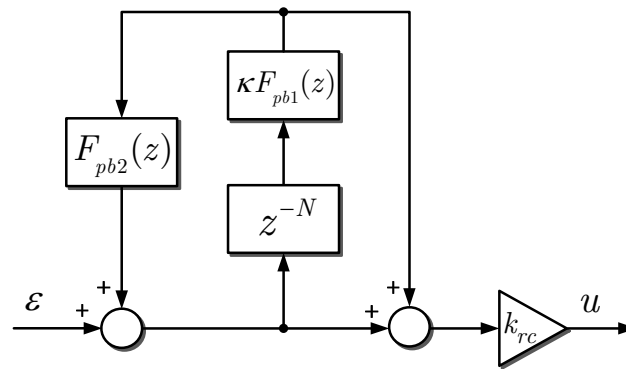 κF_{pb1}(z)
F_{pb2}(z)
z^{-N}
+
+
ε
+
+
u
k_{rc}